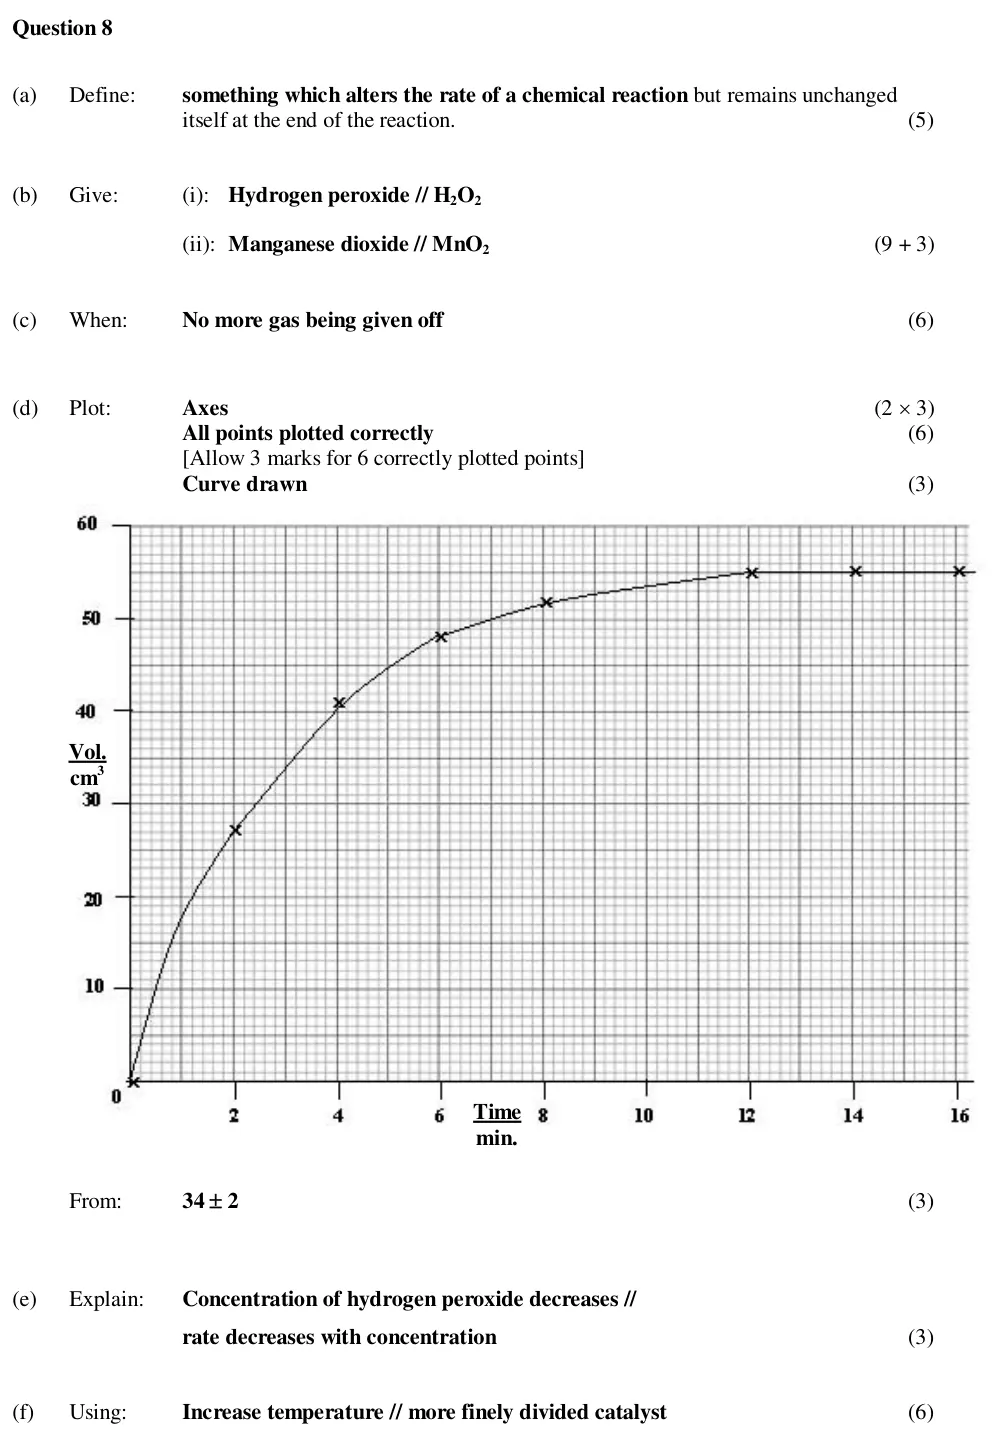 Question 8
(a) Define: something which alters the rate of a chemical reaction but remains unchanged
itself at the end of the reaction. (5)
(b) Give: (i): Hydrogen peroxide // H₂O₂
(ii): Manganese dioxide // MnO₂ (9 + 3)
(c) When: No more gas being given off (6)
(d) Plot: Axes (2 × 3)
All points plotted correctly (6)
[Allow 3 marks for 6 correctly plotted points]
Curve drawn (3)
60
50
40
Vol.
cm³
30
20
10
0
2 4 6 Time 8 10 12 14 16
min.
From: 34 ± 2 (3)
(e) Explain: Concentration of hydrogen peroxide decreases //
rate decreases with concentration (3)
(f) Using: Increase temperature // more finely divided catalyst (6)